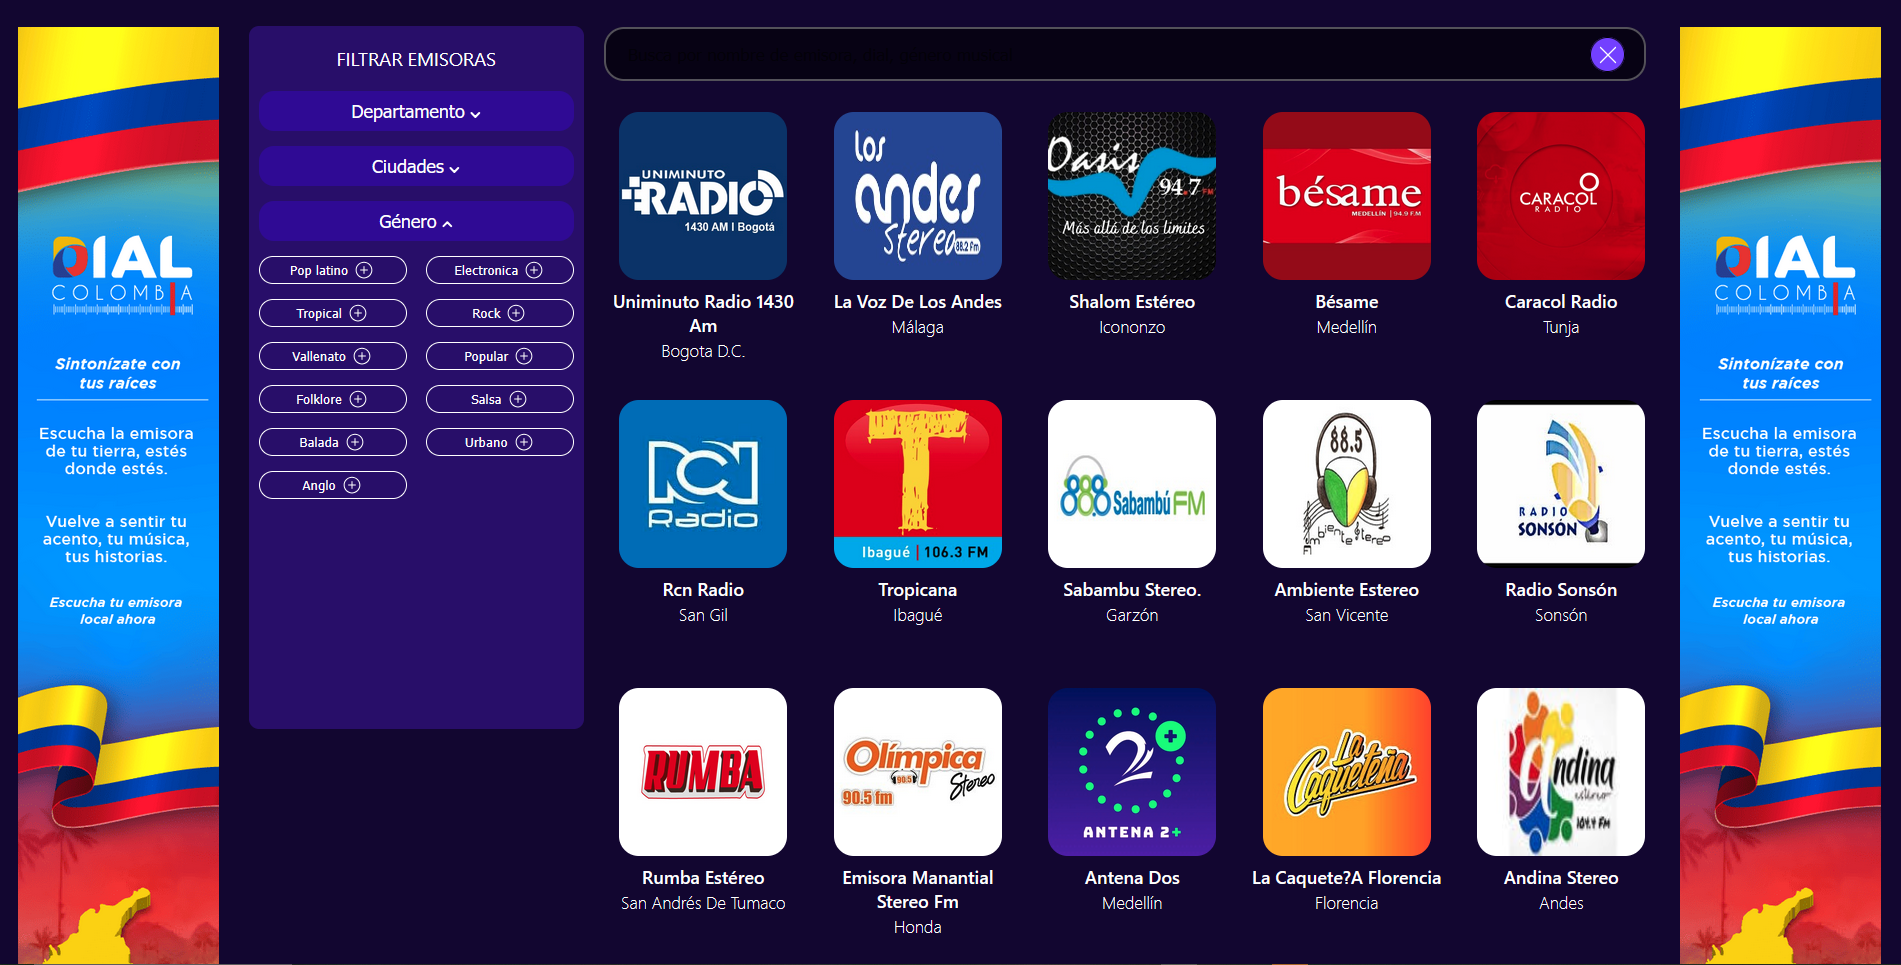 DIAL
COLOMBIA
Sintonízate con
tus raíces
Escucha la emisora
de tu tierra, estés
donde estés.
Vuelve a sentir tu
acento, tu música,
tus historias.
Escucha tu emisora
local ahora
FILTRAR EMISORAS
Departamento
Ciudades
Género
Pop latino
Electronica
Tropical
Rock
Vallenato
Popular
Folklore
Salsa
Balada
Urbano
Anglo
UNIMINUTO
RADIO
1430 AM | Bogotá
Uniminuto Radio 1430
Am
Bogota D.C.
los
andes
stereo
88.2 Fm
La Voz De Los Andes
Málaga
Oasis
94.7 FM
Más allá de los limites
Shalom Estéreo
Icononzo
bésame
MEDELLÍN | 94.9 FM
Bésame
Medellín
CARACOL
RADIO
Caracol Radio
Tunja
RCN
Radio
Rcn Radio
San Gil
T
Ibagué | 106.3 FM
Tropicana
Ibagué
88.8 Sabambú FM
Sabambu Stereo.
Garzón
88.5
Ambiente Stereo
Ambiente Estereo
San Vicente
RADIO
SONSÓN
Radio Sonsón
Sonsón
RUMBA
Rumba Estéreo
San Andrés De Tumaco
Olímpica
90.5
Stereo
90.5 fm
Emisora Manantial
Stereo Fm
Honda
2+
ANTENA 2+
Antena Dos
Medellín
La
Caqueteña
La Caquete?A Florencia
Florencia
andina
estéreo
104.4 FM
Andina Stereo
Andes
DIAL
COLOMBIA
Sintonízate con
tus raíces
Escucha la emisora
de tu tierra, estés
donde estés.
Vuelve a sentir tu
acento, tu música,
tus historias.
Escucha tu emisora
local ahora